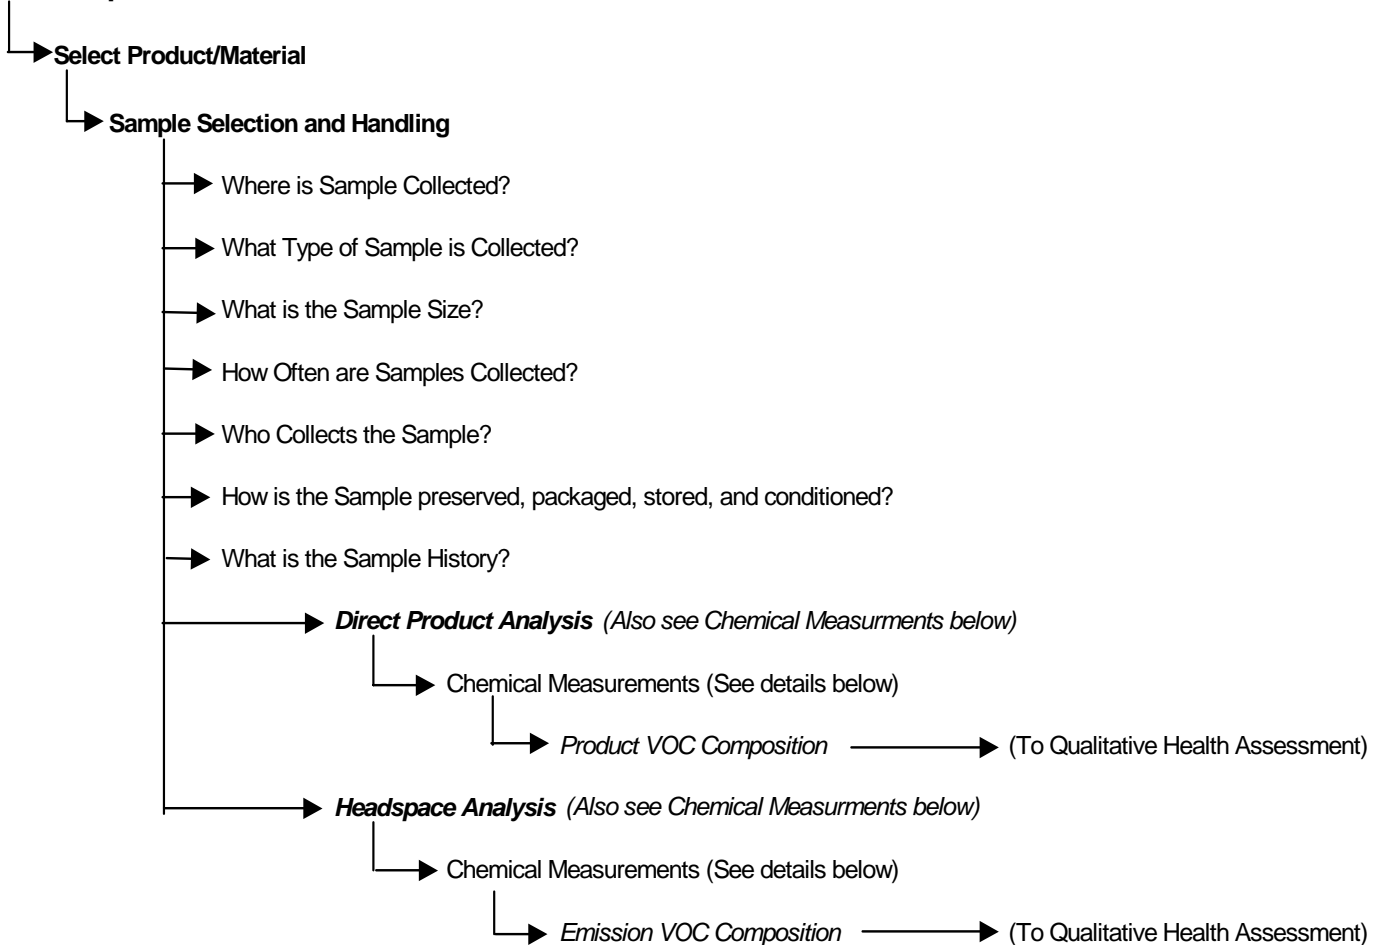 Select Product/Material
Sample Selection and Handling
Where is Sample Collected?
What Type of Sample is Collected?
What is the Sample Size?
How Often are Samples Collected?
Who Collects the Sample?
How is the Sample preserved, packaged, stored, and conditioned?
What is the Sample History?
Direct Product Analysis (Also see Chemical Measurments below)
Chemical Measurements (See details below)
Product VOC Composition (To Qualitative Health Assessment)
Headspace Analysis (Also see Chemical Measurments below)
Chemical Measurements (See details below)
Emission VOC Composition (To Qualitative Health Assessment)